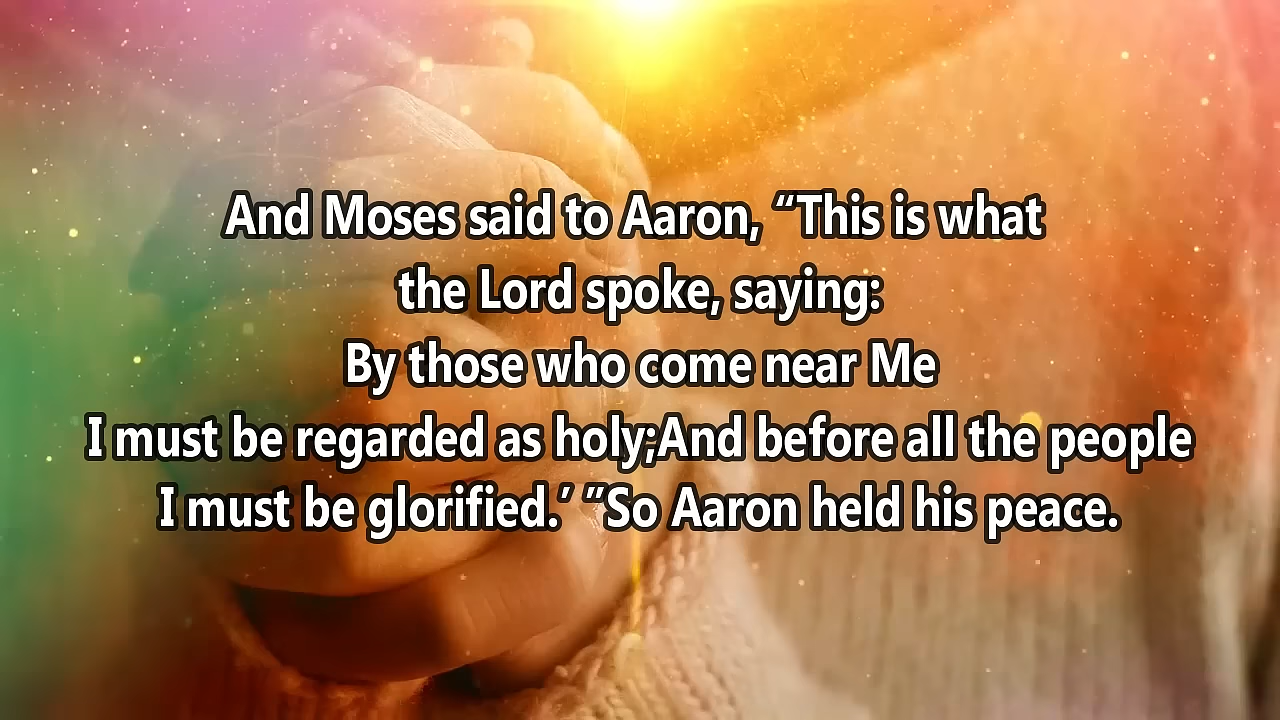 And Moses said to Aaron, “This is what
the Lord spoke, saying:
By those who come near Me
I must be regarded as holy;And before all the people
I must be glorified.’ ”So Aaron held his peace.